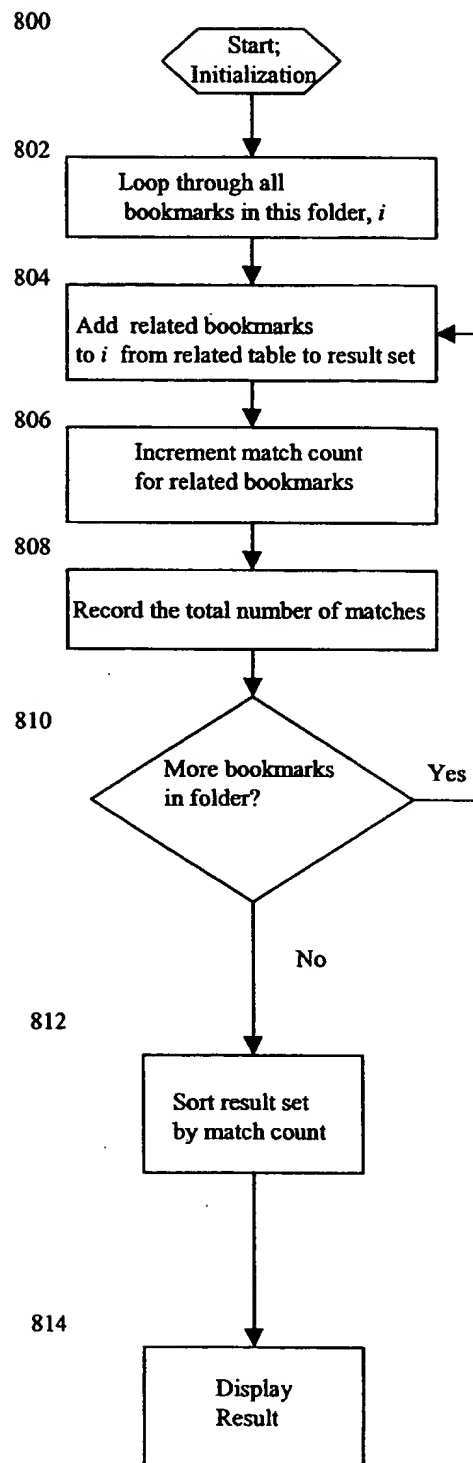 800
Start;
Initialization
802
Loop through all
bookmarks in this folder, i
804
Add related bookmarks
to i from related table to result set
806
Increment match count
for related bookmarks
808
Record the total number of matches
810
More bookmarks
in folder?
Yes
No
812
Sort result set
by match count
814
Display
Result